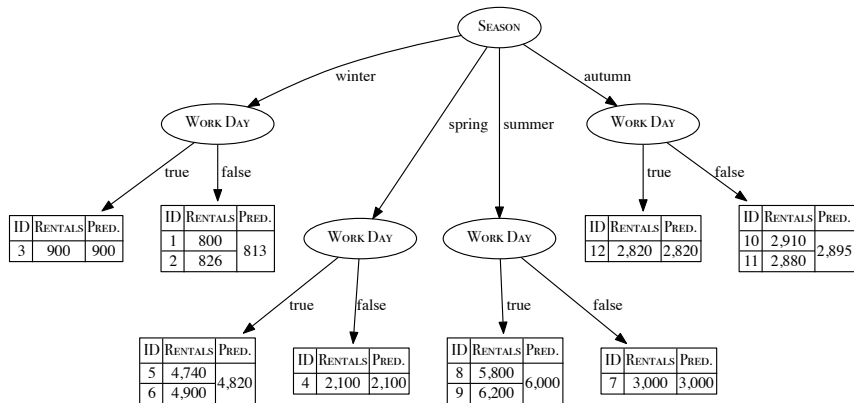 SEASON
winter
spring
summer
autumn
WORK DAY
WORK DAY
true
false
true
false
ID RENTALS PRED.
3 900 900
ID RENTALS PRED.
1 800
813
2 826
WORK DAY
WORK DAY
ID RENTALS PRED.
12 2,820 2,820
ID RENTALS PRED.
10 2,910
2,895
11 2,880
true
false
true
false
ID RENTALS PRED.
5 4,740
4,820
6 4,900
ID RENTALS PRED.
4 2,100 2,100
ID RENTALS PRED.
8 5,800
6,000
9 6,200
ID RENTALS PRED.
7 3,000 3,000